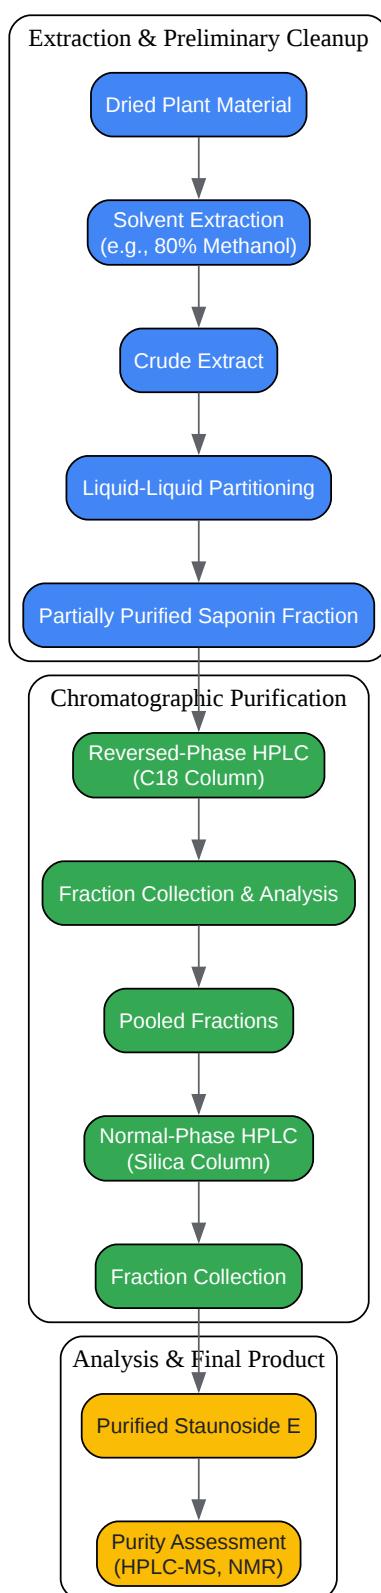 Extraction & Preliminary Cleanup
Dried Plant Material
Solvent Extraction
(e.g., 80% Methanol)
Crude Extract
Liquid-Liquid Partitioning
Partially Purified Saponin Fraction
Chromatographic Purification
Reversed-Phase HPLC
(C18 Column)
Fraction Collection & Analysis
Pooled Fractions
Normal-Phase HPLC
(Silica Column)
Fraction Collection
Analysis & Final Product
Purified Staunoside E
Purity Assessment
(HPLC-MS, NMR)